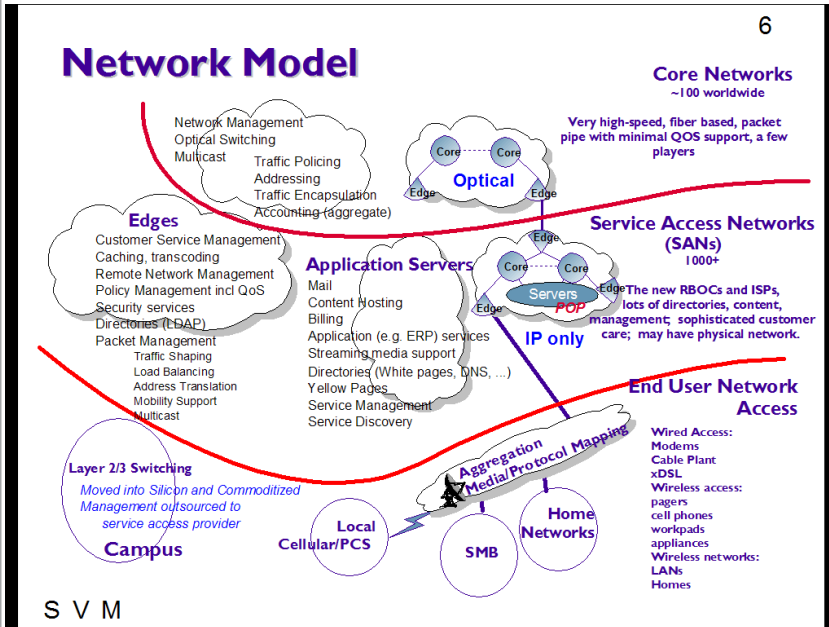 6
Network Model
Core Networks
~100 worldwide
Very high-speed, fiber based, packet
pipe with minimal QOS support, a few
players
Network Management
Optical Switching
Multicast
Traffic Policing
Addressing
Traffic Encapsulation
Accounting (aggregate)
Core
Core
Optical
Edge
Edge
Edges
Customer Service Management
Caching, transcoding
Remote Network Management
Policy Management incl QoS
Security services
Directories (LDAP)
Packet Management
Traffic Shaping
Load Balancing
Address Translation
Mobility Support
Multicast
Application Servers
Mail
Content Hosting
Billing
Application (e.g. ERP) services
Streaming media support
Directories (White pages, DNS, ...)
Yellow Pages
Service Management
Service Discovery
Edge
Core
Core
Edge
Servers
POP
Edge
IP only
Service Access Networks
(SANs)
1000+
The new RBOCs and ISPs,
lots of directories, content,
management; sophisticated customer
care; may have physical network.
End User Network
Access
Wired Access:
Modems
Cable Plant
xDSL
Wireless access:
pagers
cell phones
workpads
appliances
Wireless networks:
LANs
Homes
Aggregation
Media/Protocol Mapping
Layer 2/3 Switching
Moved into Silicon and Commoditized
Management outsourced to
service access provider
Campus
Local
Cellular/PCS
SMB
Home
Networks
S V M